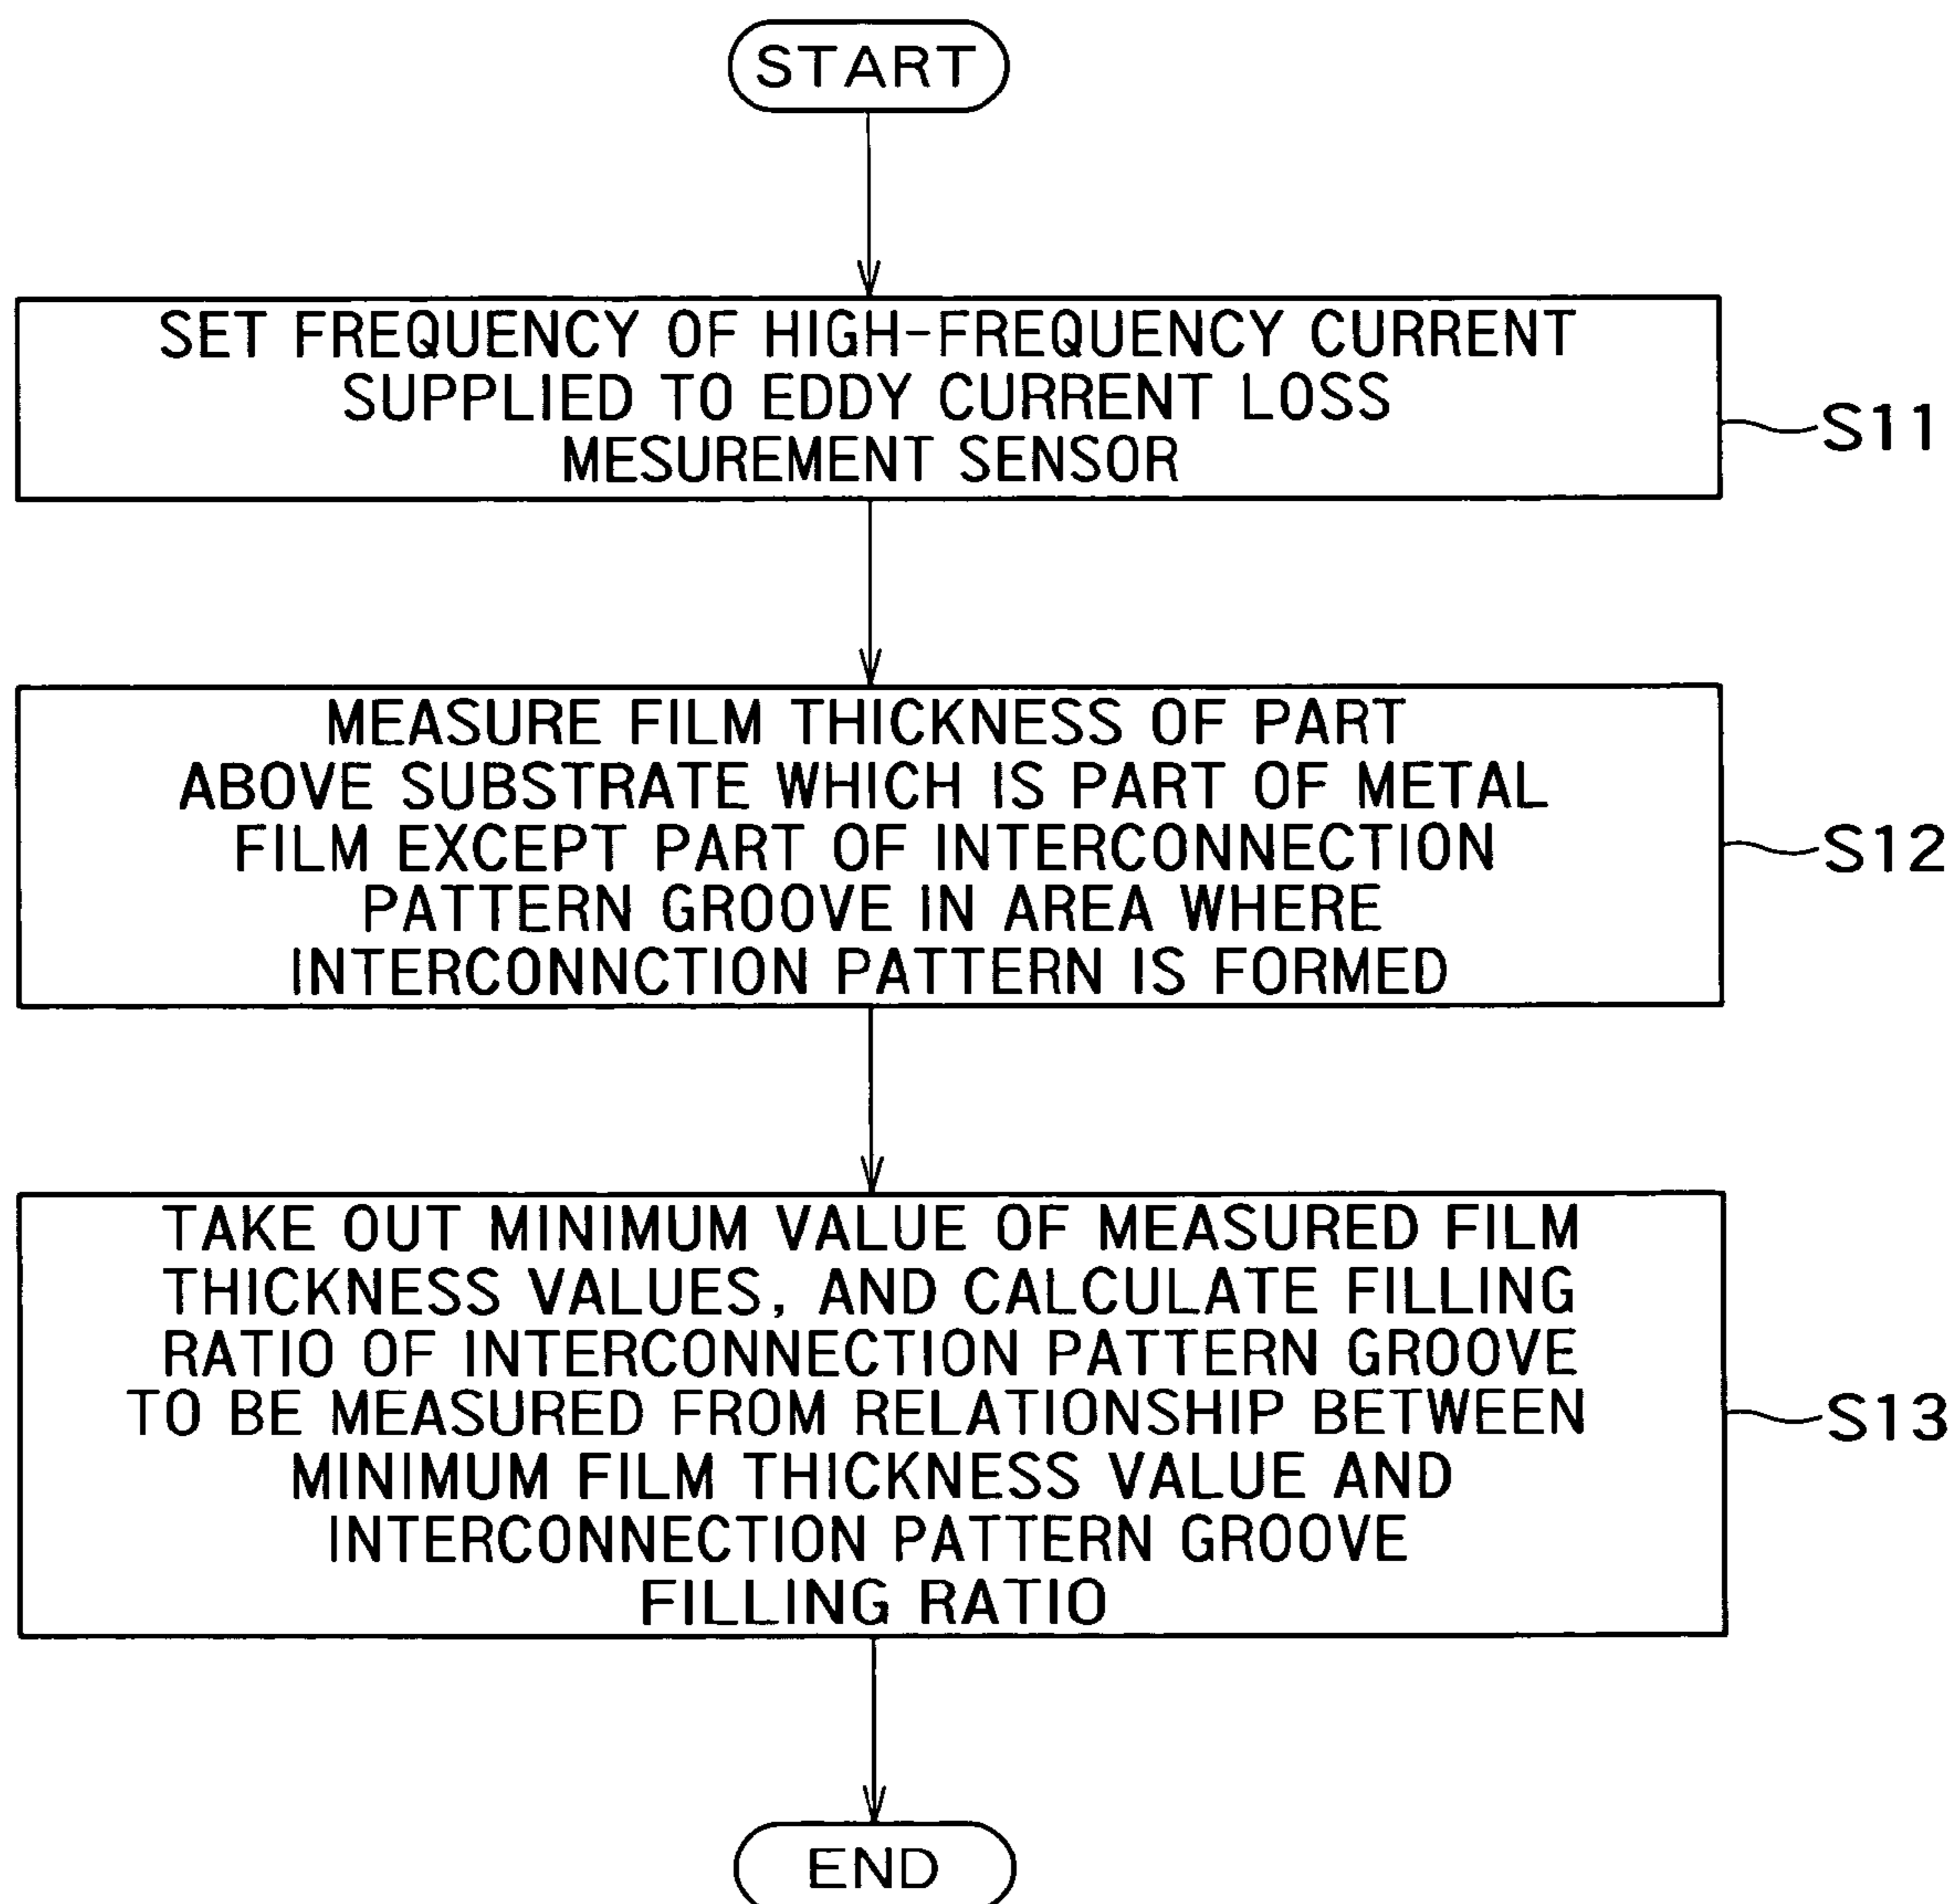 START
SET FREQUENCY OF HIGH-FREQUENCY CURRENT
SUPPLIED TO EDDY CURRENT LOSS
MESUREMENT SENSOR
S11
MEASURE FILM THICKNESS OF PART
ABOVE SUBSTRATE WHICH IS PART OF METAL
FILM EXCEPT PART OF INTERCONNECTION
PATTERN GROOVE IN AREA WHERE
INTERCONNCTION PATTERN IS FORMED
S12
TAKE OUT MINIMUM VALUE OF MEASURED FILM
THICKNESS VALUES, AND CALCULATE FILLING
RATIO OF INTERCONNECTION PATTERN GROOVE
TO BE MEASURED FROM RELATIONSHIP BETWEEN
MINIMUM FILM THICKNESS VALUE AND
INTERCONNECTION PATTERN GROOVE
FILLING RATIO
S13
END